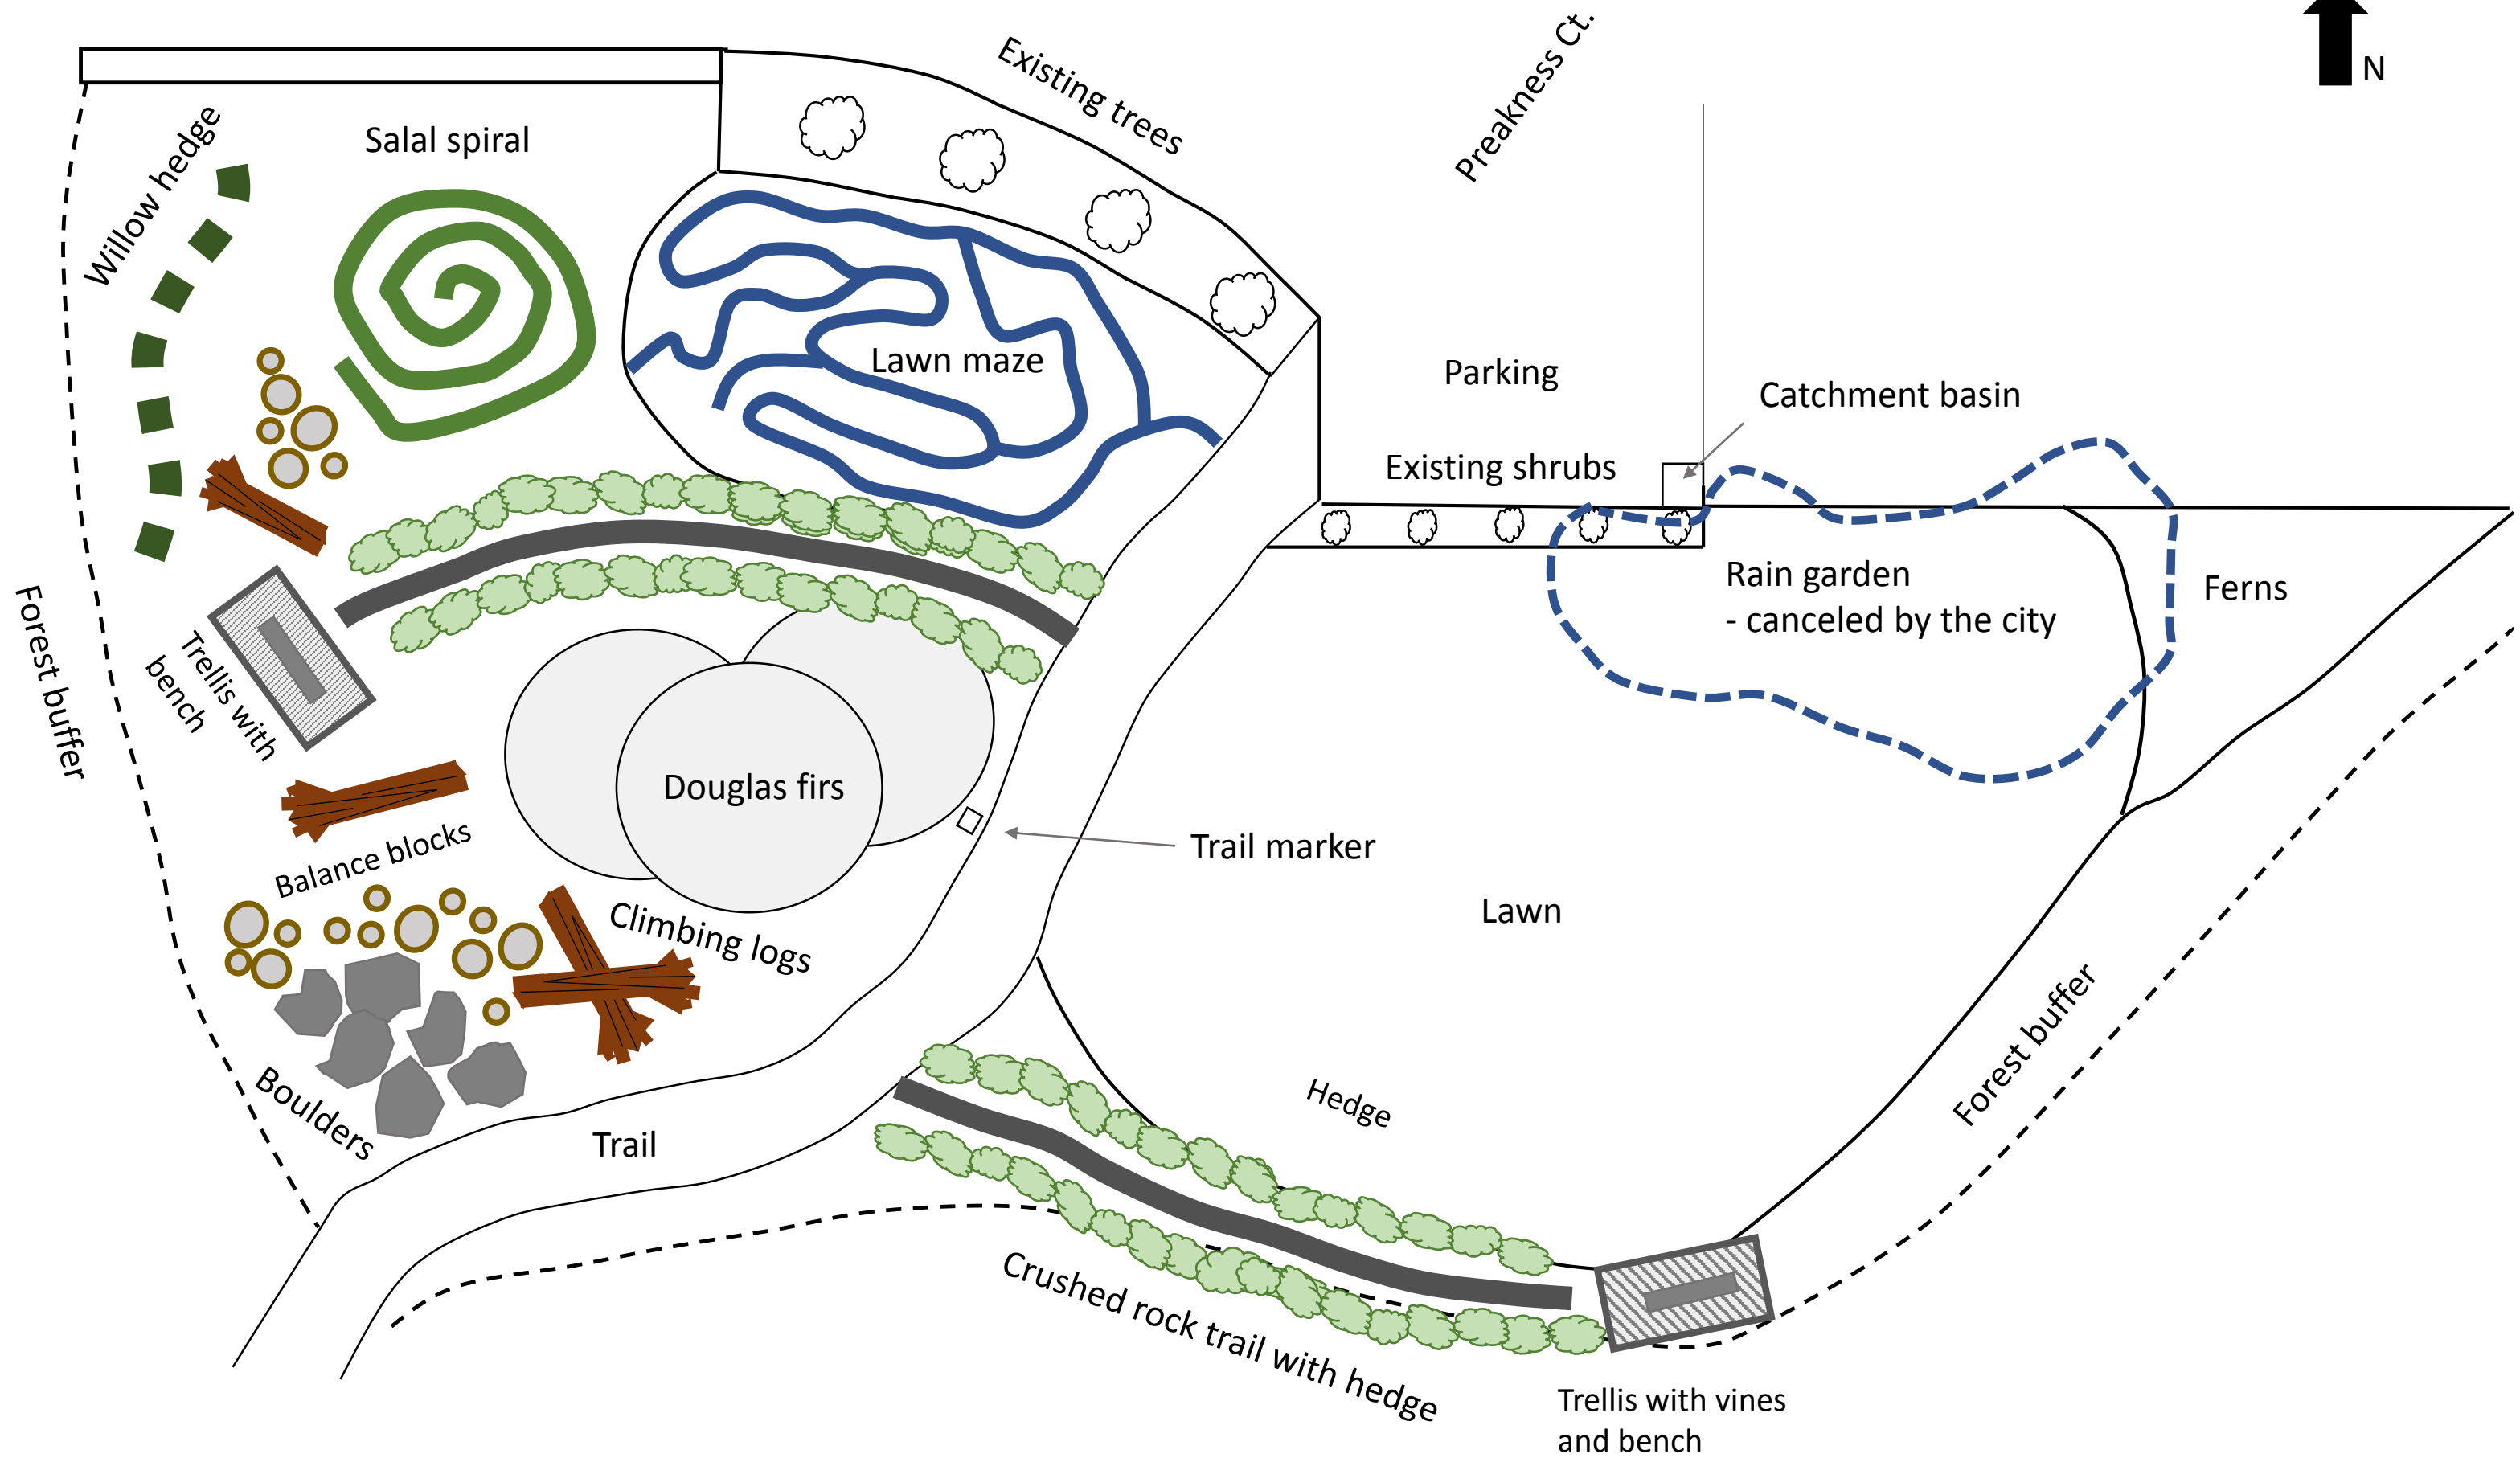 Existing trees
Preakness Ct.
N
Willow hedge
Salal spiral
Lawn maze
Parking
Catchment basin
Existing shrubs
Rain garden
- canceled by the city
Ferns
Forest buffer
Trellis with
bench
Douglas firs
Trail marker
Balance blocks
Climbing logs
Lawn
Forest buffer
Boulders
Trail
Hedge
Crushed rock trail with hedge
Trellis with vines
and bench